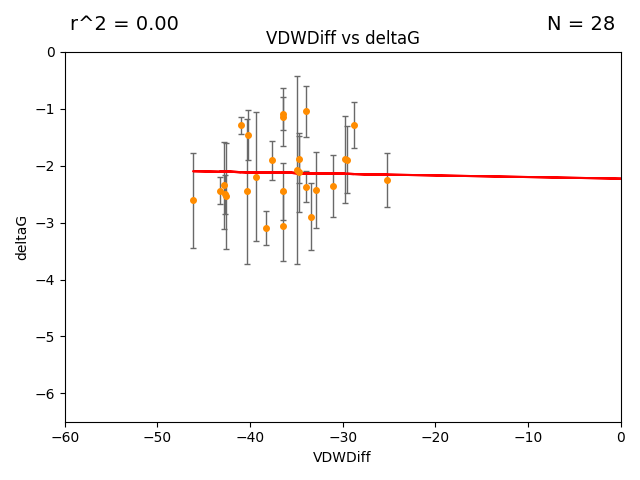 r^2 = 0.00
N = 28
VDWDiff vs deltaG
0
−1
−2
−3
−4
−5
−6
deltaG
−60 −50 −40 −30 −20 −10 0
VDWDiff